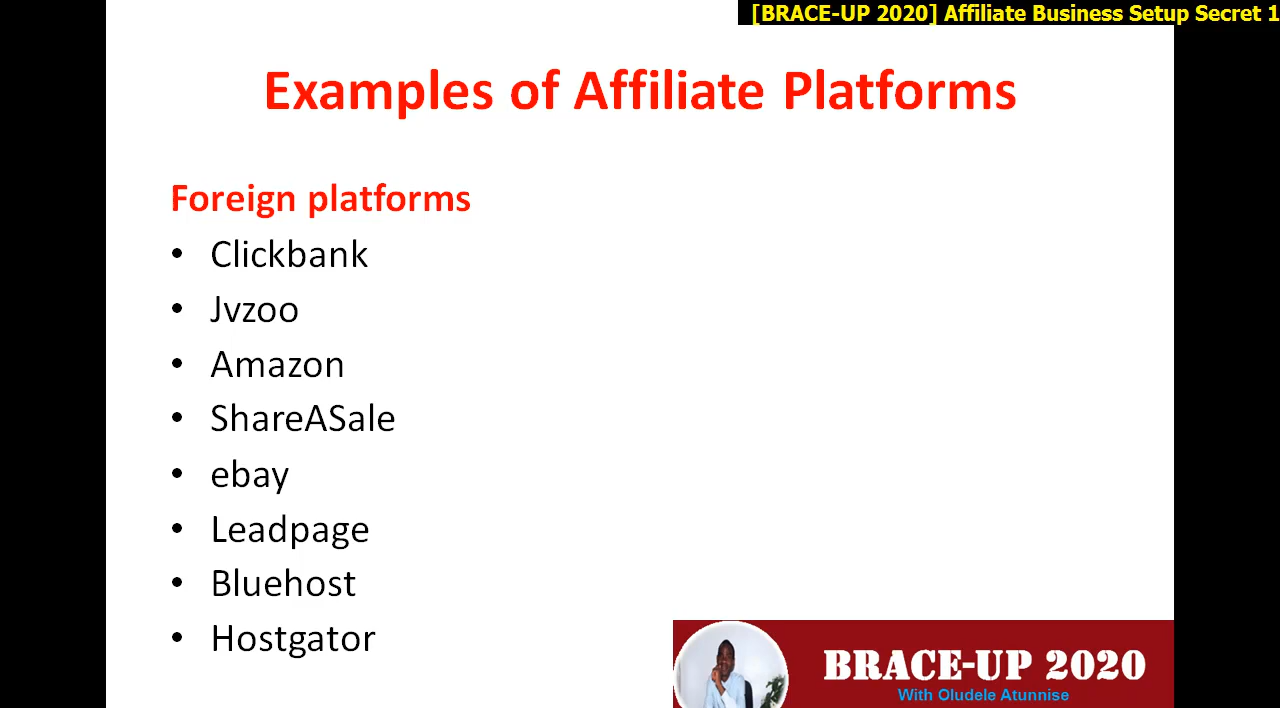 [BRACE-UP 2020] Affiliate Business Setup Secret 1
Examples of Affiliate Platforms
Foreign platforms
• Clickbank
• Jvzoo
• Amazon
• ShareASale
• ebay
• Leadpage
• Bluehost
• Hostgator
BRACE-UP 2020
With Oludele Atunnise